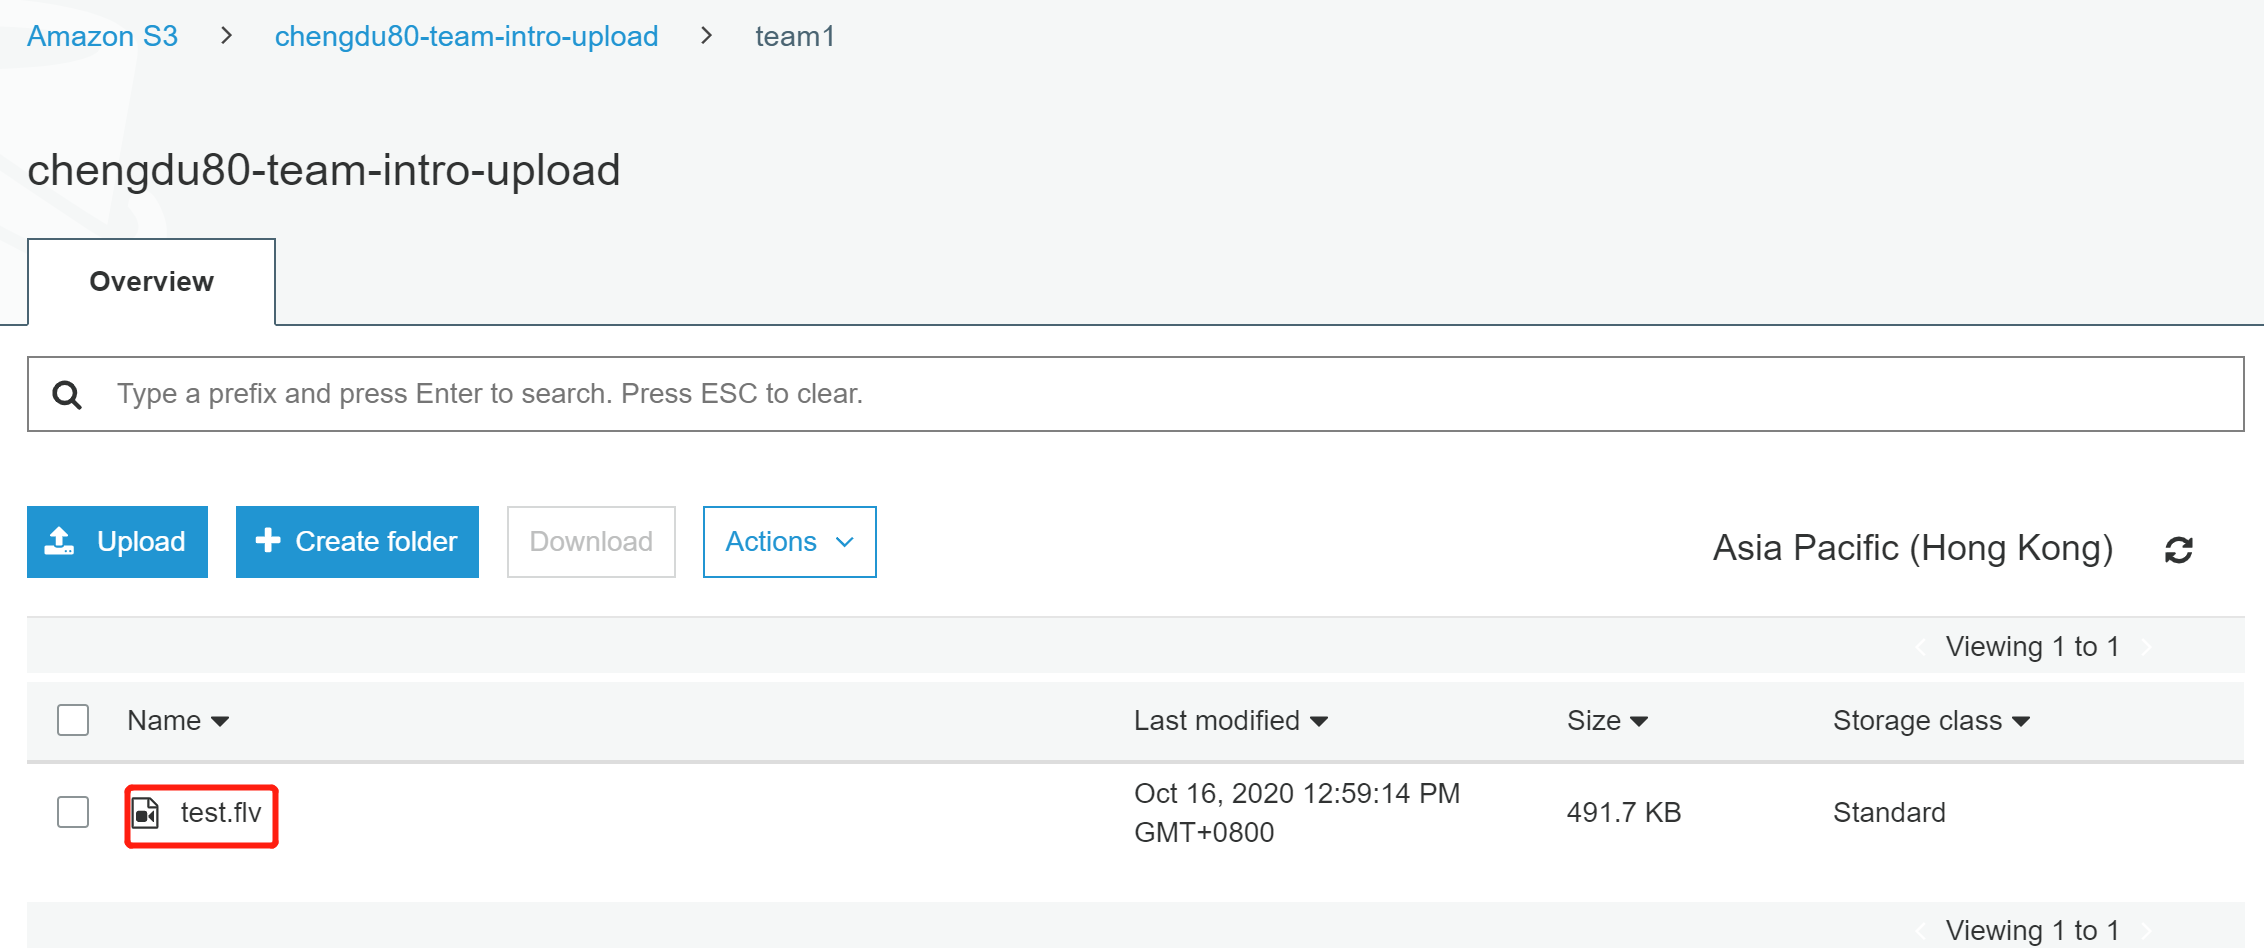 Amazon S3 > chengdu80-team-intro-upload > team1
chengdu80-team-intro-upload
Overview
Type a prefix and press Enter to search. Press ESC to clear.
Upload Create folder Download Actions Asia Pacific (Hong Kong)
Viewing 1 to 1
Name Last modified Size Storage class
test.flv Oct 16, 2020 12:59:14 PM 491.7 KB Standard
GMT+0800
Viewing 1 to 1